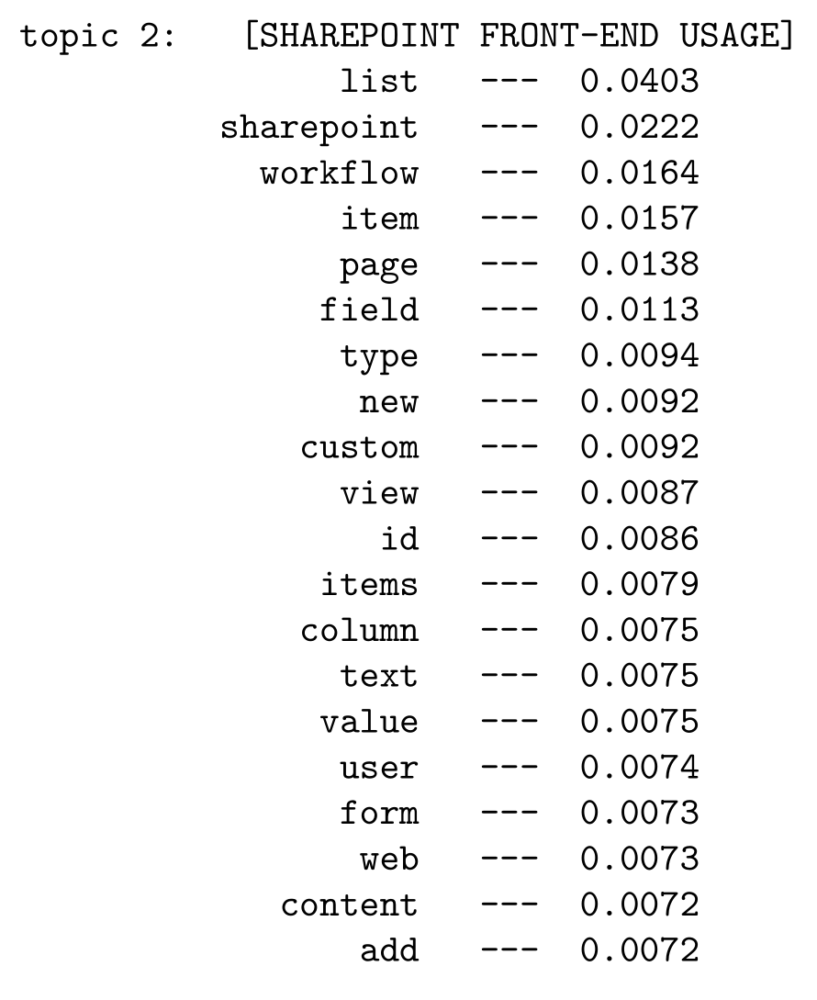 topic 2: [SHAREPOINT FRONT-END USAGE]
list --- 0.0403
sharepoint --- 0.0222
workflow --- 0.0164
item --- 0.0157
page --- 0.0138
field --- 0.0113
type --- 0.0094
new --- 0.0092
custom --- 0.0092
view --- 0.0087
id --- 0.0086
items --- 0.0079
column --- 0.0075
text --- 0.0075
value --- 0.0075
user --- 0.0074
form --- 0.0073
web --- 0.0073
content --- 0.0072
add --- 0.0072